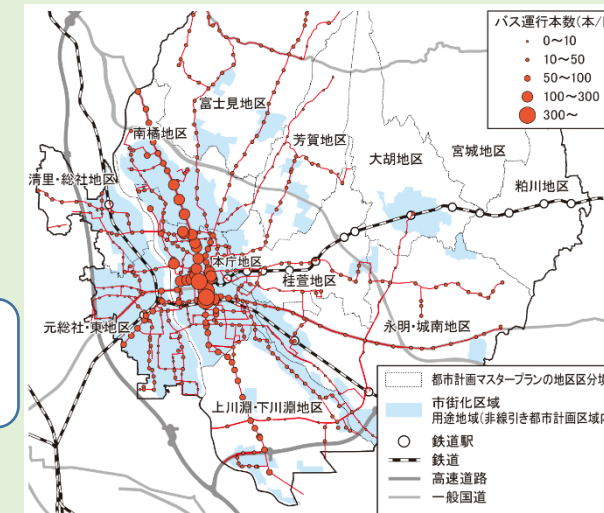 バス運行本数(本/
0～10
10～50
50～100
100～300
300～
富士見地区
南橘地区
芳賀地区
大胡地区
宮城地区
清里・総社地区
粕川地区
本庁地区
桂萱地区
元総社・東地区
永明・城南地区
上川淵・下川淵地区
都市計画マスタープランの地区区分
市街化区域
用途地域(非線引き都市計画区域
鉄道駅
鉄道
高速道路
一般国道